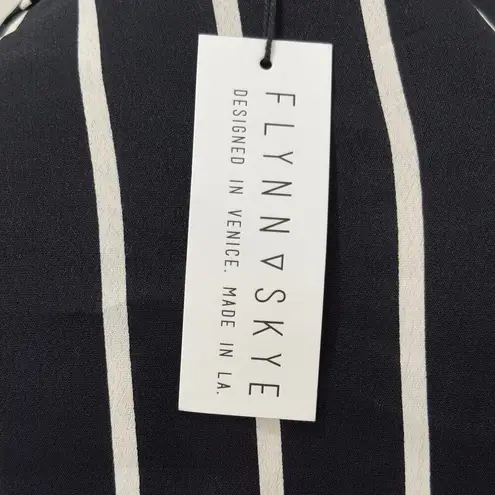 FLYNN ▽ SKYE
DESIGNED IN VENICE. MADE IN LA.